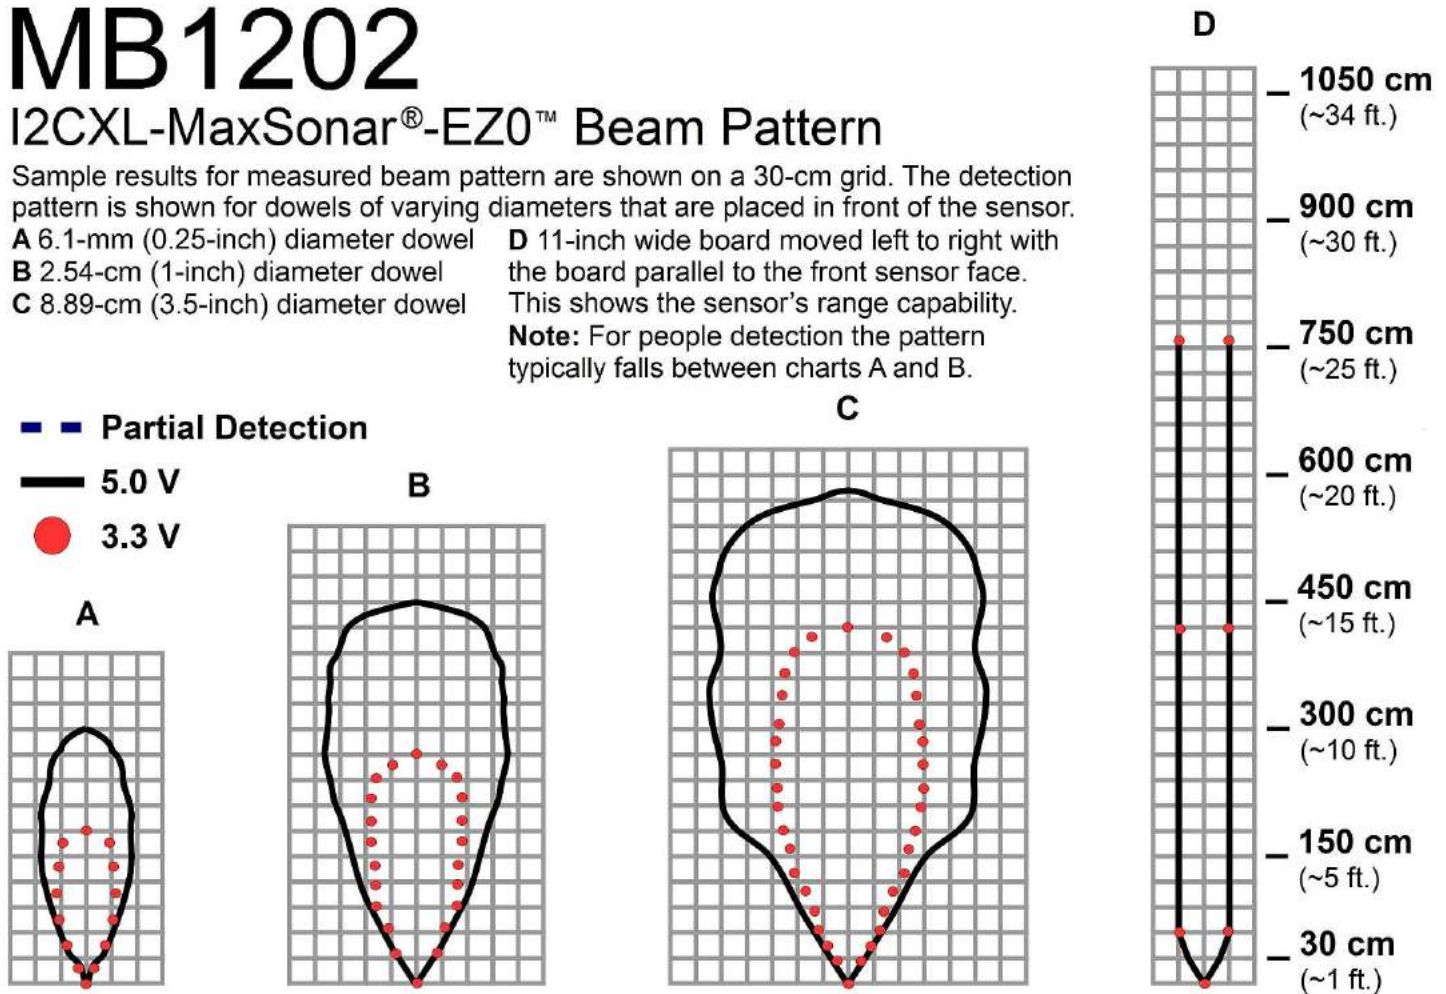 MB1202
I2CXL-MaxSonar®-EZ0™ Beam Pattern
Sample results for measured beam pattern are shown on a 30-cm grid. The detection
pattern is shown for dowels of varying diameters that are placed in front of the sensor.
A 6.1-mm (0.25-inch) diameter dowel
B 2.54-cm (1-inch) diameter dowel
C 8.89-cm (3.5-inch) diameter dowel
D 11-inch wide board moved left to right with
the board parallel to the front sensor face.
This shows the sensor's range capability.
Note: For people detection the pattern
typically falls between charts A and B.
Partial Detection
5.0 V
3.3 V
A
B
C
D
1050 cm
(~34 ft.)
900 cm
(~30 ft.)
750 cm
(~25 ft.)
600 cm
(~20 ft.)
450 cm
(~15 ft.)
300 cm
(~10 ft.)
150 cm
(~5 ft.)
30 cm
(~1 ft.)